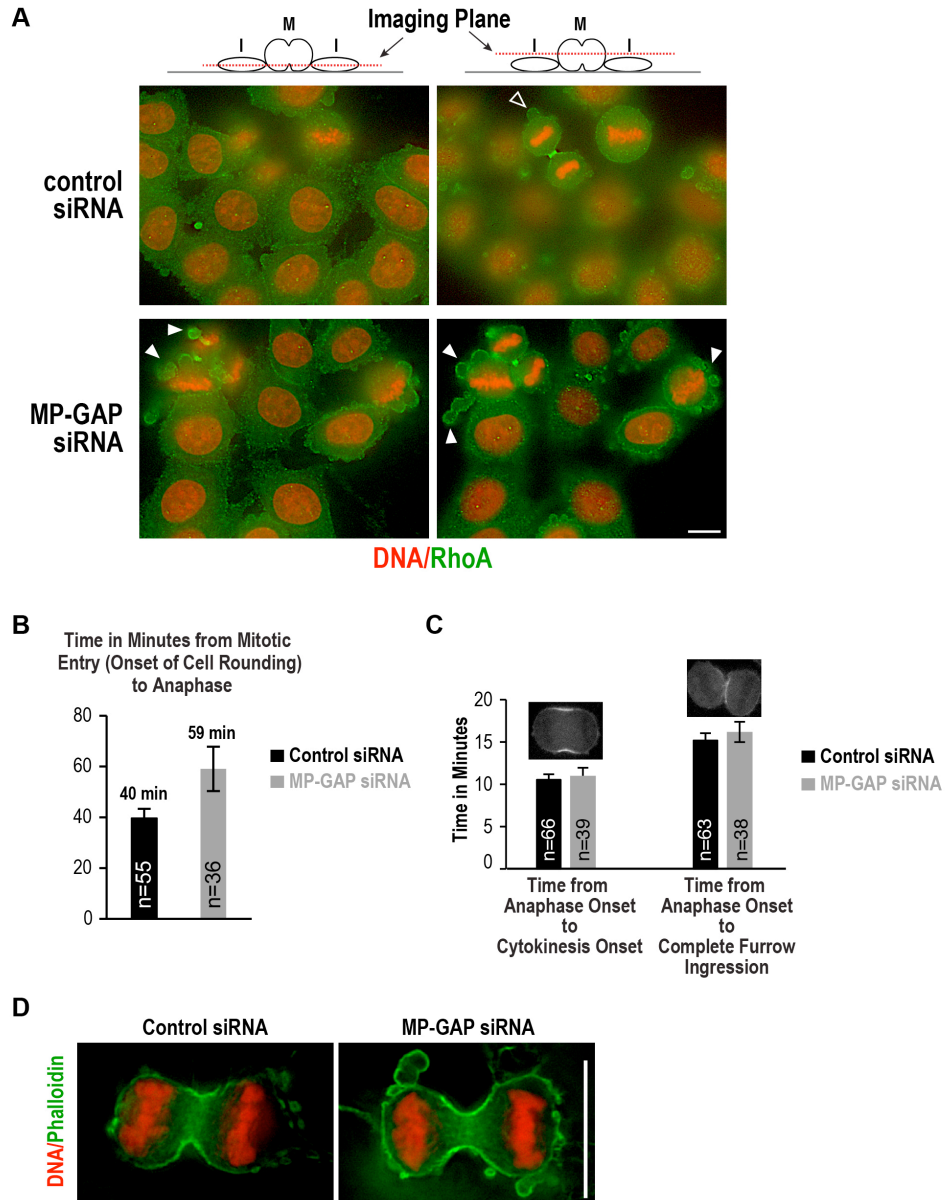 A
Imaging Plane
I
M
I
I
M
I
control
siRNA
MP-GAP
siRNA
DNA/RhoA
B
Time in Minutes from Mitotic
Entry (Onset of Cell Rounding)
to Anaphase
80
60
40
20
0
40 min
59 min
n=55
n=36
Control siRNA
MP-GAP siRNA
C
Time in Minutes
20
15
10
5
0
n=66
n=39
n=63
n=38
Control siRNA
MP-GAP siRNA
Time from
Anaphase Onset
to
Cytokinesis Onset
Time from
Anaphase Onset
to
Complete Furrow
Ingression
D
Control siRNA
MP-GAP siRNA
DNA/Phalloidin